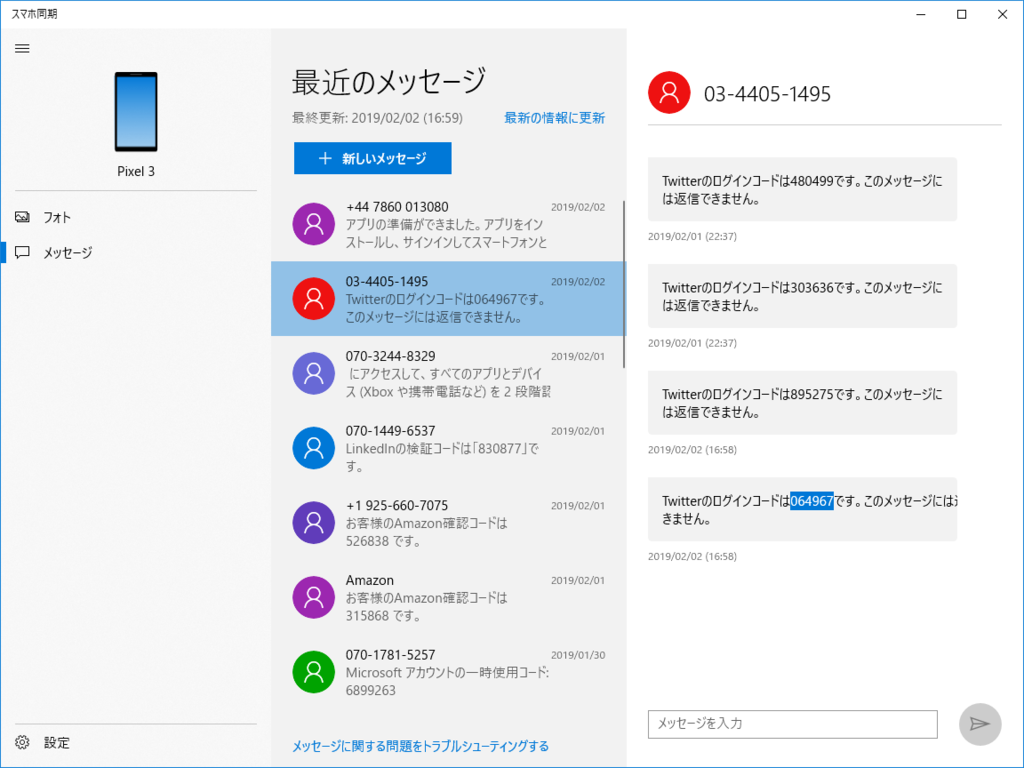 スマホ同期
Pixel 3
フォト
メッセージ
設定
最近のメッセージ
最終更新: 2019/02/02 (16:59)
最新の情報に更新
新しいメッセージ
+44 7860 013080
2019/02/02
アプリの準備ができました。アプリをイン
ストールし、サインインしてスマートフォンと
03-4405-1495
2019/02/02
Twitterのログインコードは064967です。
このメッセージには返信できません。
070-3244-8329
2019/02/01
にアクセスして、すべてのアプリとデバイ
ス (Xbox や携帯電話など) を 2 段階認
070-1449-6537
2019/02/01
LinkedInの検証コードは「830877」で
す。
+1 925-660-7075
2019/02/01
お客様のAmazon確認コードは
526838 です。
Amazon
2019/02/01
お客様のAmazon確認コードは
315868 です。
070-1781-5257
2019/01/30
Microsoft アカウントの一時使用コード:
6899263
メッセージに関する問題をトラブルシューティングする
03-4405-1495
Twitterのログインコードは480499です。このメッセージに
は返信できません。
2019/02/01 (22:37)
Twitterのログインコードは303636です。このメッセージに
は返信できません。
2019/02/01 (22:37)
Twitterのログインコードは895275です。このメッセージに
は返信できません。
2019/02/02 (16:58)
Twitterのログインコードは064967です。このメッセージには
きません。
2019/02/02 (16:58)
メッセージを入力